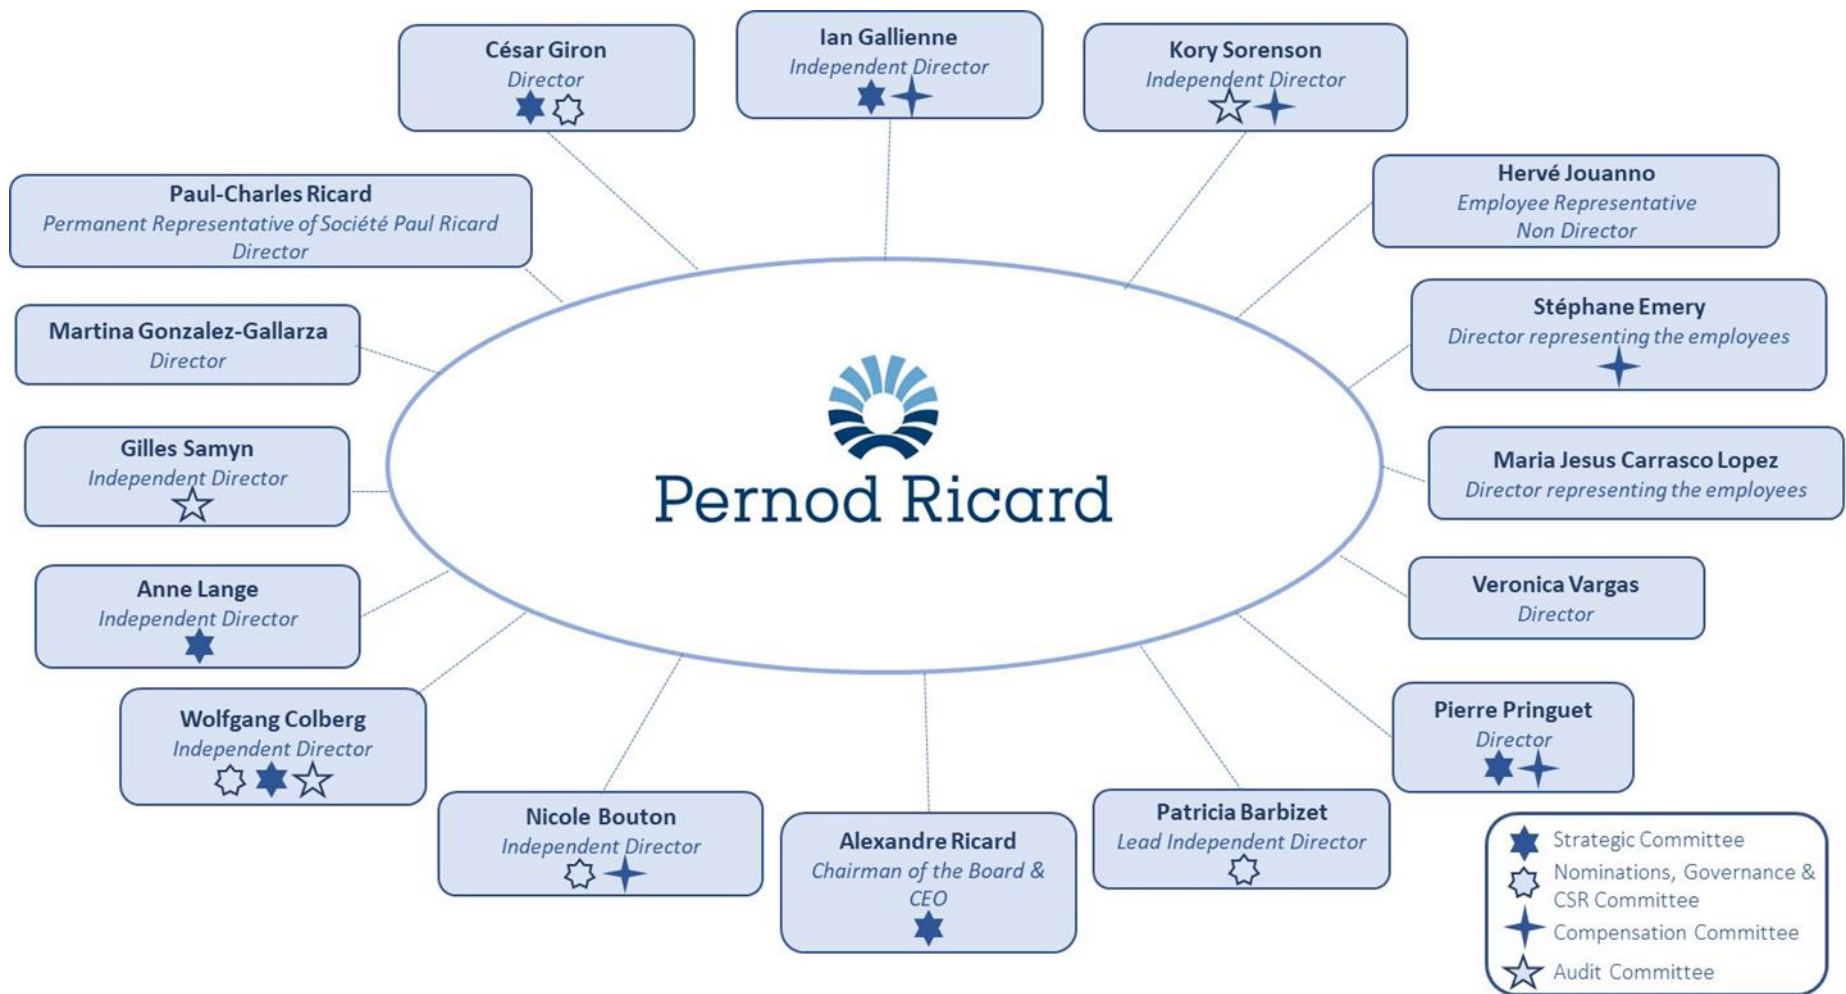 César Giron
Director
Ian Gallienne
Independent Director
Kory Sorenson
Independent Director
Paul-Charles Ricard
Permanent Representative of Société Paul Ricard
Director
Hervé Jouanno
Employee Representative
Non Director
Martina Gonzalez-Gallarza
Director
Stéphane Emery
Director representing the employees
Gilles Samyn
Independent Director
Pernod Ricard
Maria Jesus Carrasco Lopez
Director representing the employees
Anne Lange
Independent Director
Veronica Vargas
Director
Wolfgang Colberg
Independent Director
Pierre Pringuet
Director
Nicole Bouton
Independent Director
Alexandre Ricard
Chairman of the Board &
CEO
Patricia Barbizet
Lead Independent Director
Strategic Committee
Nominations, Governance &
CSR Committee
Compensation Committee
Audit Committee